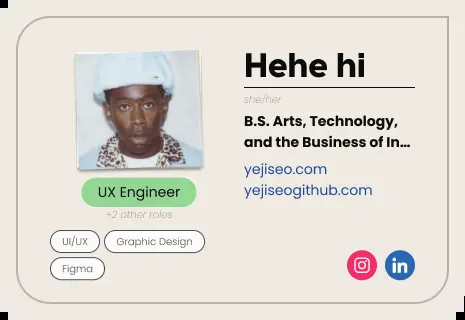 Hehe hi
she/her
B.S. Arts, Technology,
and the Business of In...
yejiseo.com
yejiseogithub.com
UX Engineer
+2 other roles
UI/UX
Graphic Design
Figma
in